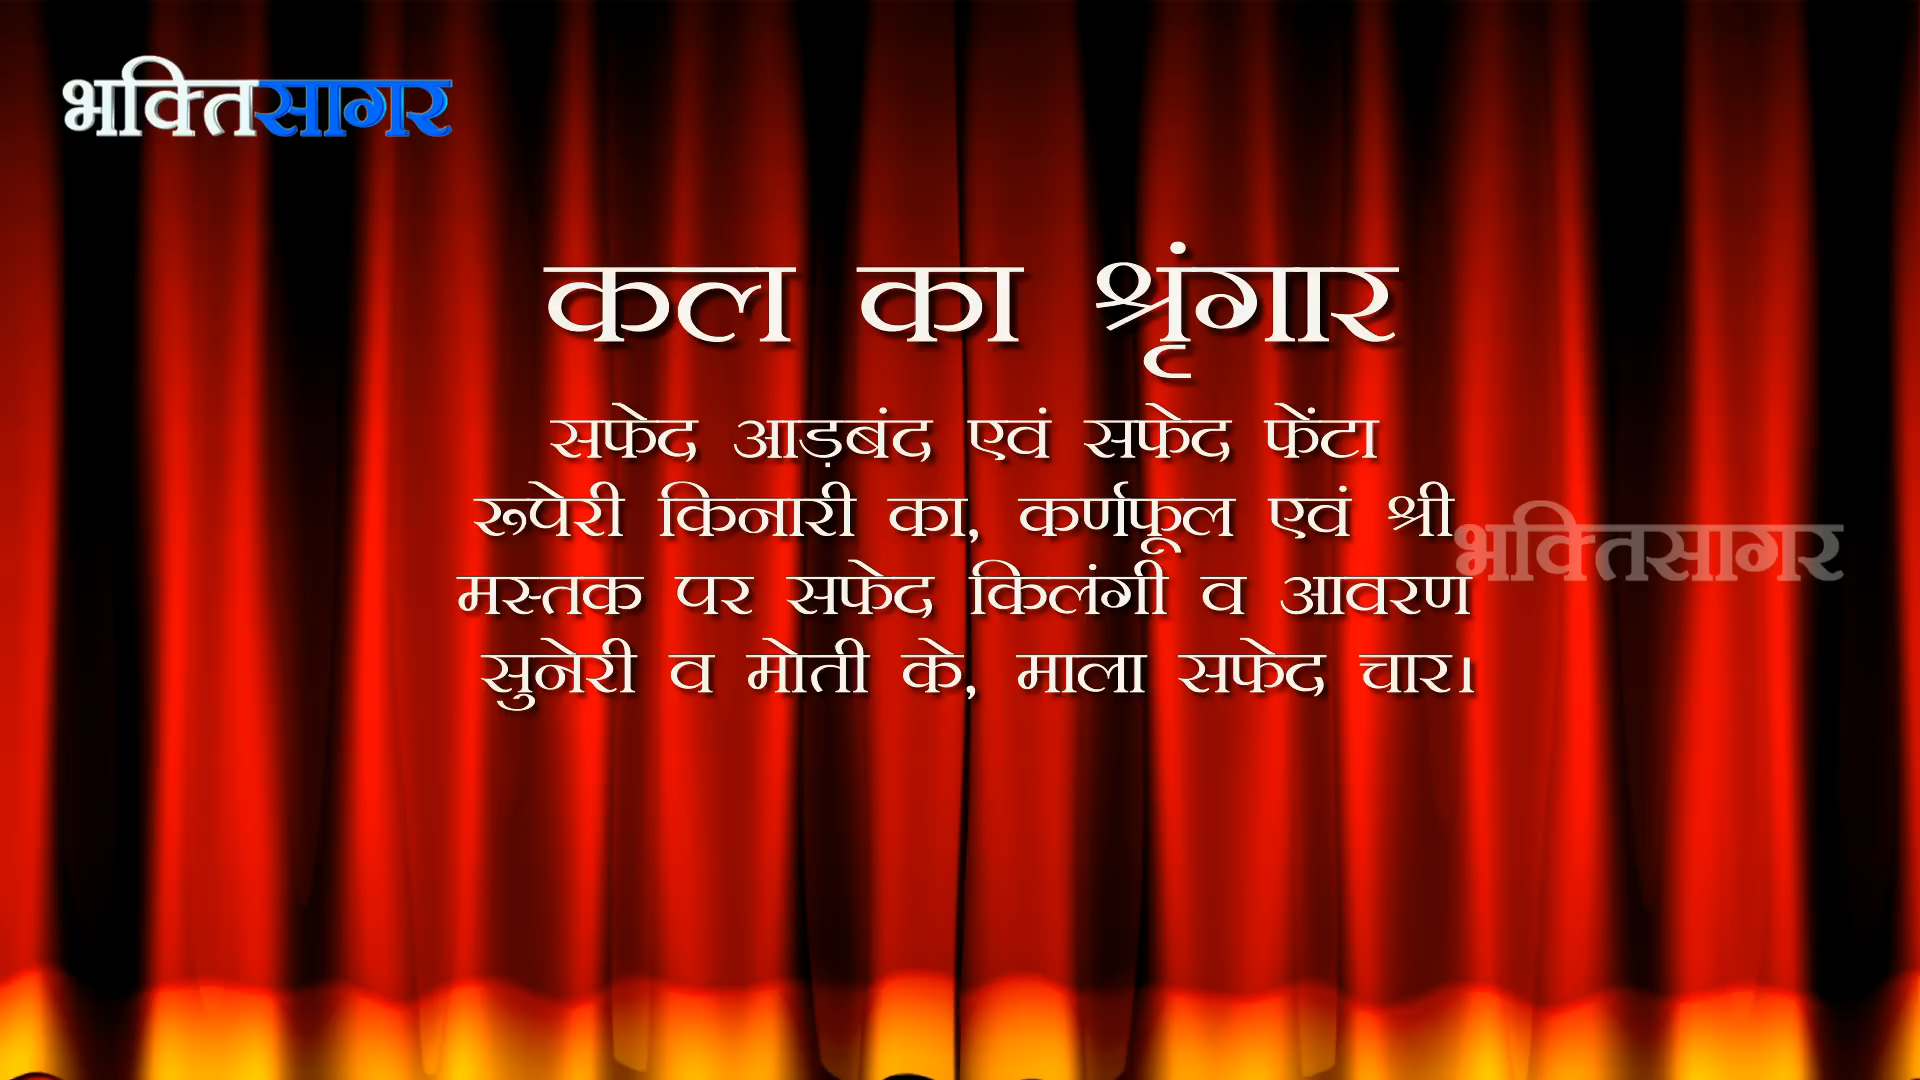 भक्तिसागर
कल का श्रृंगार
सफेद आड़बंद एवं सफेद फेंटा
रूपेरी किनारी का, कर्णफूल एवं श्री
भक्तिसागर
मस्तक पर सफेद किलंगी व आवरण
सुनेरी व मोती के, माला सफेद चार।